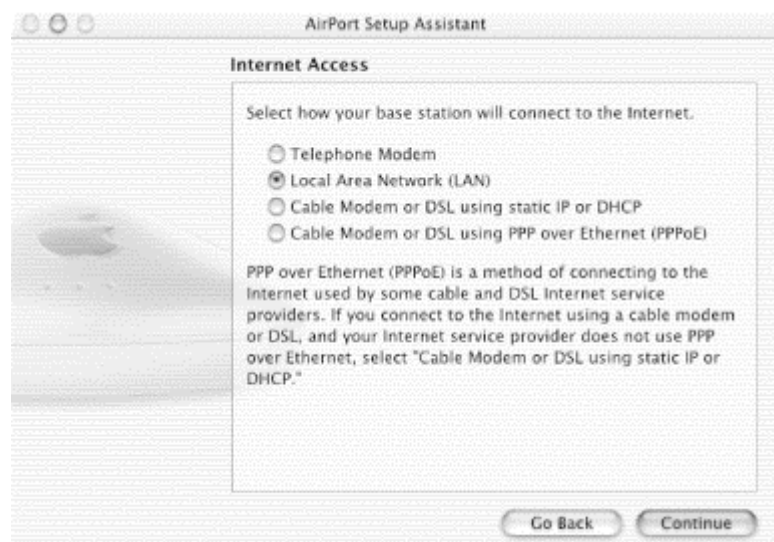 AirPort Setup Assistant
Internet Access
Select how your base station will connect to the Internet.
Telephone Modem
Local Area Network (LAN)
Cable Modem or DSL using static IP or DHCP
Cable Modem or DSL using PPP over Ethernet (PPPoE)
PPP over Ethernet (PPPoE) is a method of connecting to the
Internet used by some cable and DSL Internet service
providers. If you connect to the Internet using a cable modem
or DSL, and your Internet service provider does not use PPP
over Ethernet, select "Cable Modem or DSL using static IP or
DHCP."
Go Back
Continue